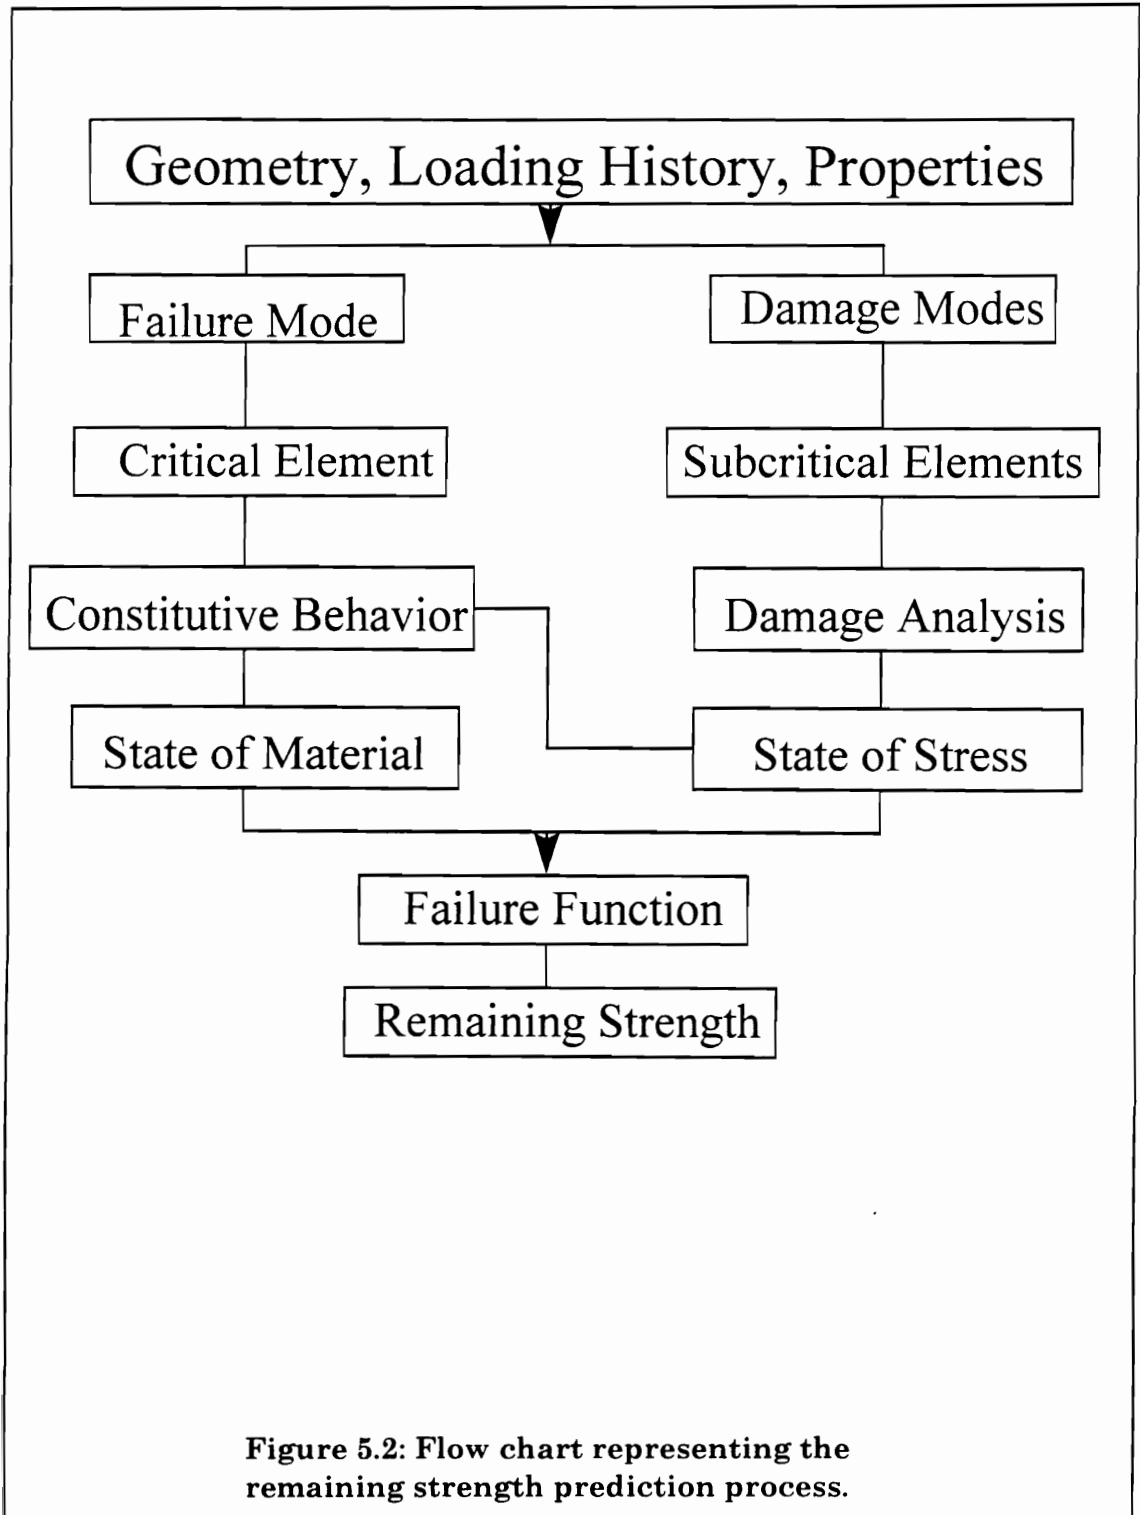 Geometry, Loading History, Properties
Failure Mode
Damage Modes
Critical Element
Subcritical Elements
Constitutive Behavior
Damage Analysis
State of Material
State of Stress
Failure Function
Remaining Strength
Figure 5.2: Flow chart representing the
remaining strength prediction process.